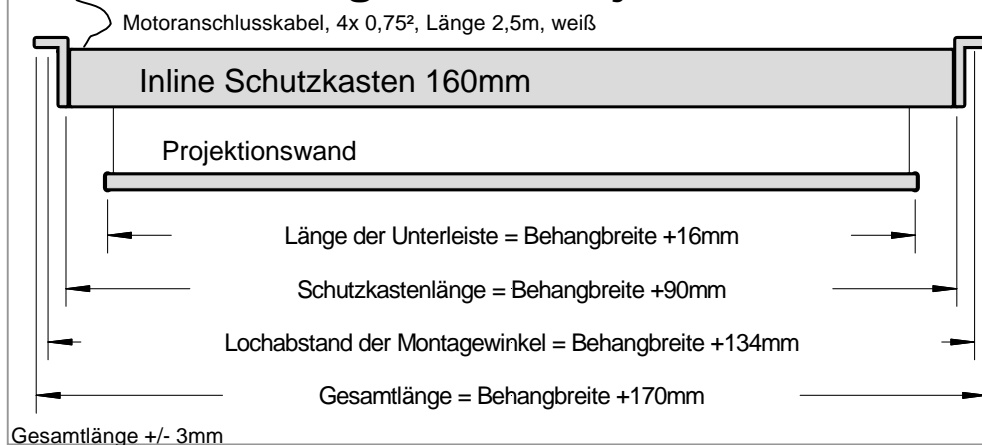 Motoranschlusskabel, 4x 0,75², Länge 2,5m, weiß
Inline Schutzkasten 160mm
Projektionswand
Länge der Unterleiste = Behangbreite +16mm
Schutzkastenlänge = Behangbreite +90mm
Lochabstand der Montagewinkel = Behangbreite +134mm
Gesamtlänge = Behangbreite +170mm
Gesamtlänge +/- 3mm